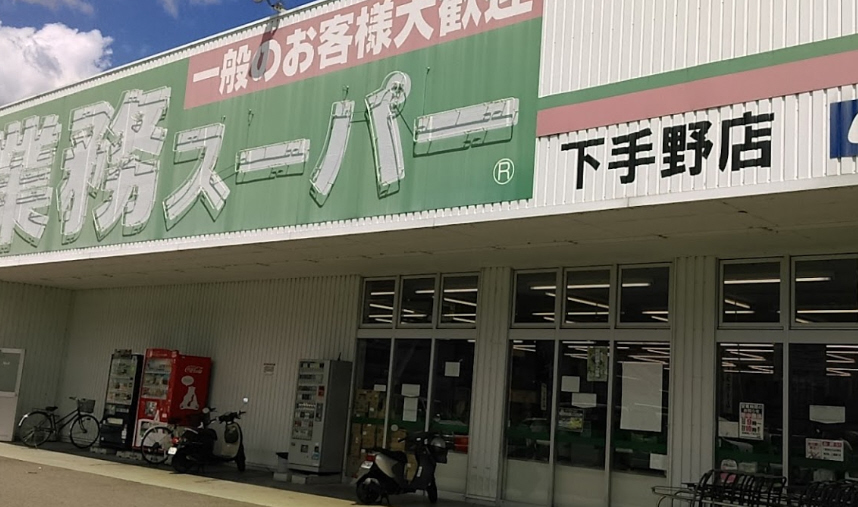 一般のお客様大歓迎
業務スーパー
®
下手野店